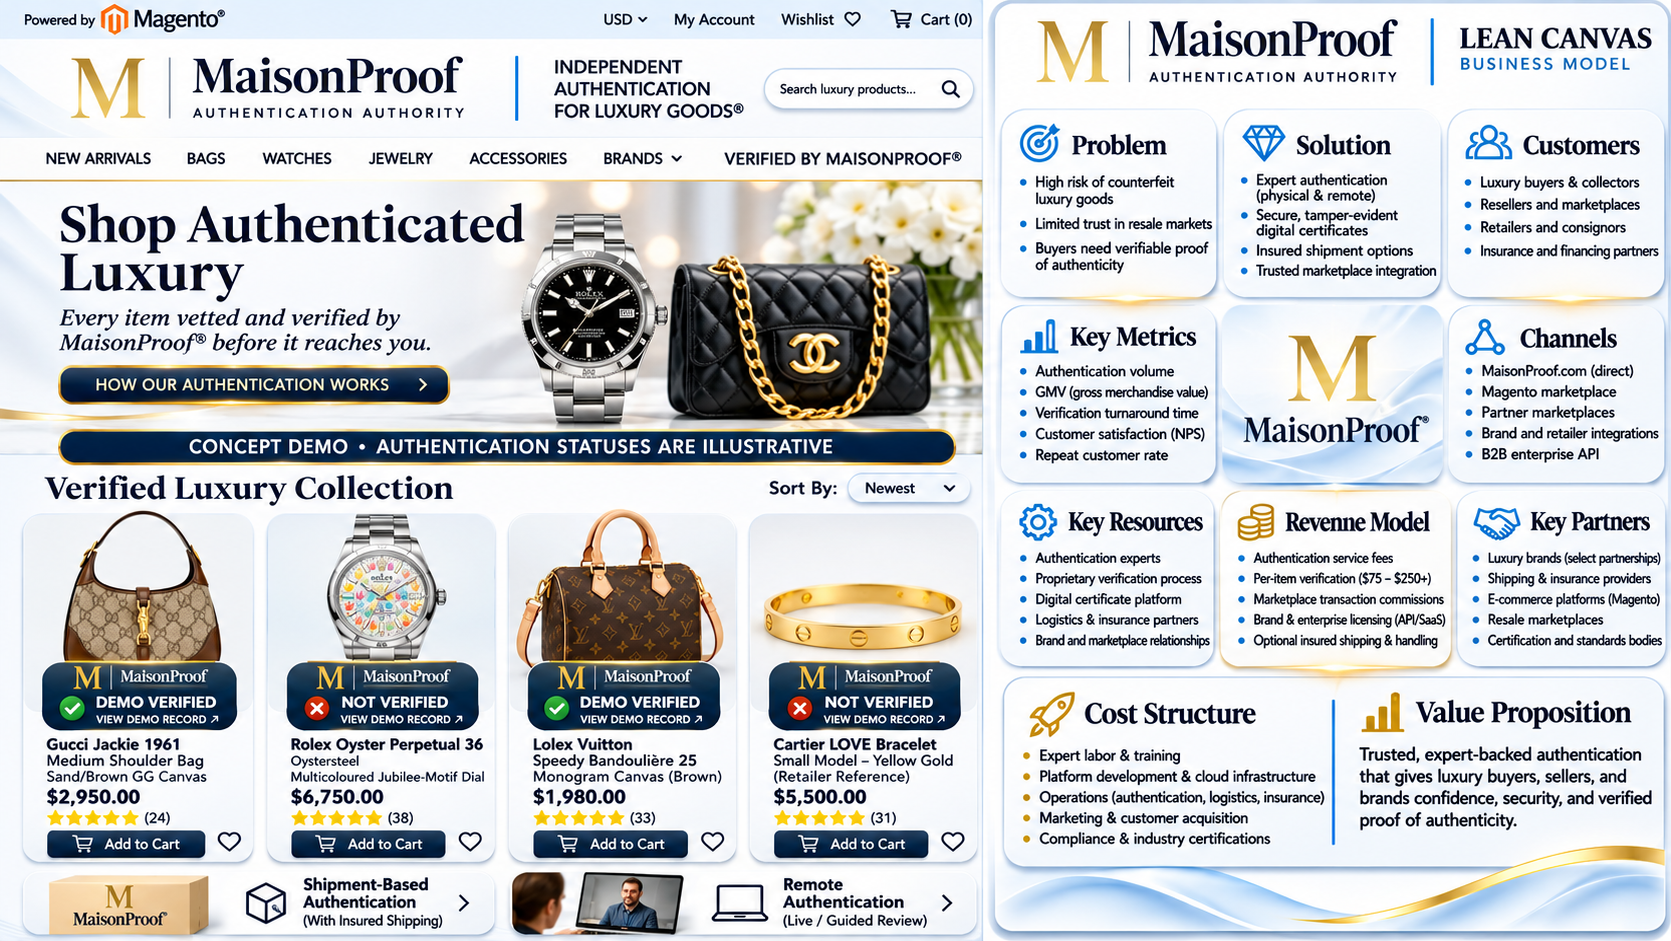 Powered by Magento®
USD
My Account
Wishlist
Cart (0)
M
MaisonProof
AUTHENTICATION AUTHORITY
INDEPENDENT
AUTHENTICATION
FOR LUXURY GOODS®
Search luxury products...
NEW ARRIVALS
BAGS
WATCHES
JEWELRY
ACCESSORIES
BRANDS
VERIFIED BY MAISONPROOF®
Shop Authenticated
Luxury
Every item vetted and verified by
MaisonProof® before it reaches you.
HOW OUR AUTHENTICATION WORKS
ROLEX
CONCEPT DEMO • AUTHENTICATION STATUSES ARE ILLUSTRATIVE
Verified Luxury Collection
Sort By:
Newest
M MaisonProof
DEMO VERIFIED
VIEW DEMO RECORD
Gucci Jackie 1961
Medium Shoulder Bag
Sand/Brown GG Canvas
$2,950.00
(24)
Add to Cart
M MaisonProof
NOT VERIFIED
VIEW DEMO RECORD
Rolex Oyster Perpetual 36
Oystersteel
Multicoloured Jubilee-Motif Dial
$6,750.00
(38)
Add to Cart
M MaisonProof
DEMO VERIFIED
VIEW DEMO RECORD
Lolex Vuitton
Speedy Bandoulière 25
Monogram Canvas (Brown)
$1,980.00
(33)
Add to Cart
M MaisonProof
NOT VERIFIED
VIEW DEMO RECORD
Cartier LOVE Bracelet
Small Model – Yellow Gold
(Retailer Reference)
$5,500.00
(31)
Add to Cart
M
MaisonProof®
Shipment-Based
Authentication
(With Insured Shipping)
Remote
Authentication
(Live / Guided Review)
M
MaisonProof
AUTHENTICATION AUTHORITY
LEAN CANVAS
BUSINESS MODEL
Problem
• High risk of counterfeit
luxury goods
• Limited trust in resale markets
• Buyers need verifiable proof
of authenticity
Solution
• Expert authentication
(physical & remote)
• Secure, tamper-evident
digital certificates
• Insured shipment options
• Trusted marketplace integration
Customers
• Luxury buyers & collectors
• Resellers and marketplaces
• Retailers and consignors
• Insurance and financing partners
Key Metrics
• Authentication volume
• GMV (gross merchandise value)
• Verification turnaround time
• Customer satisfaction (NPS)
• Repeat customer rate
M
MaisonProof®
Channels
• MaisonProof.com (direct)
• Magento marketplace
• Partner marketplaces
• Brand and retailer integrations
• B2B enterprise API
Key Resources
• Authentication experts
• Proprietary verification process
• Digital certificate platform
• Logistics & insurance partners
• Brand and marketplace relationships
Revenne Model
• Authentication service fees
• Per-item verification ($75 – $250+)
• Marketplace transaction commissions
• Brand & enterprise licensing (API/SaaS)
• Optional insured shipping & handling
Key Partners
• Luxury brands (select partnerships)
• Shipping & insurance providers
• E-commerce platforms (Magento)
• Resale marketplaces
• Certification and standards bodies
Cost Structure
• Expert labor & training
• Platform development & cloud infrastructure
• Operations (authentication, logistics, insurance)
• Marketing & customer acquisition
• Compliance & industry certifications
Value Proposition
Trusted, expert-backed authentication
that gives luxury buyers, sellers, and
brands confidence, security, and verified
proof of authenticity.